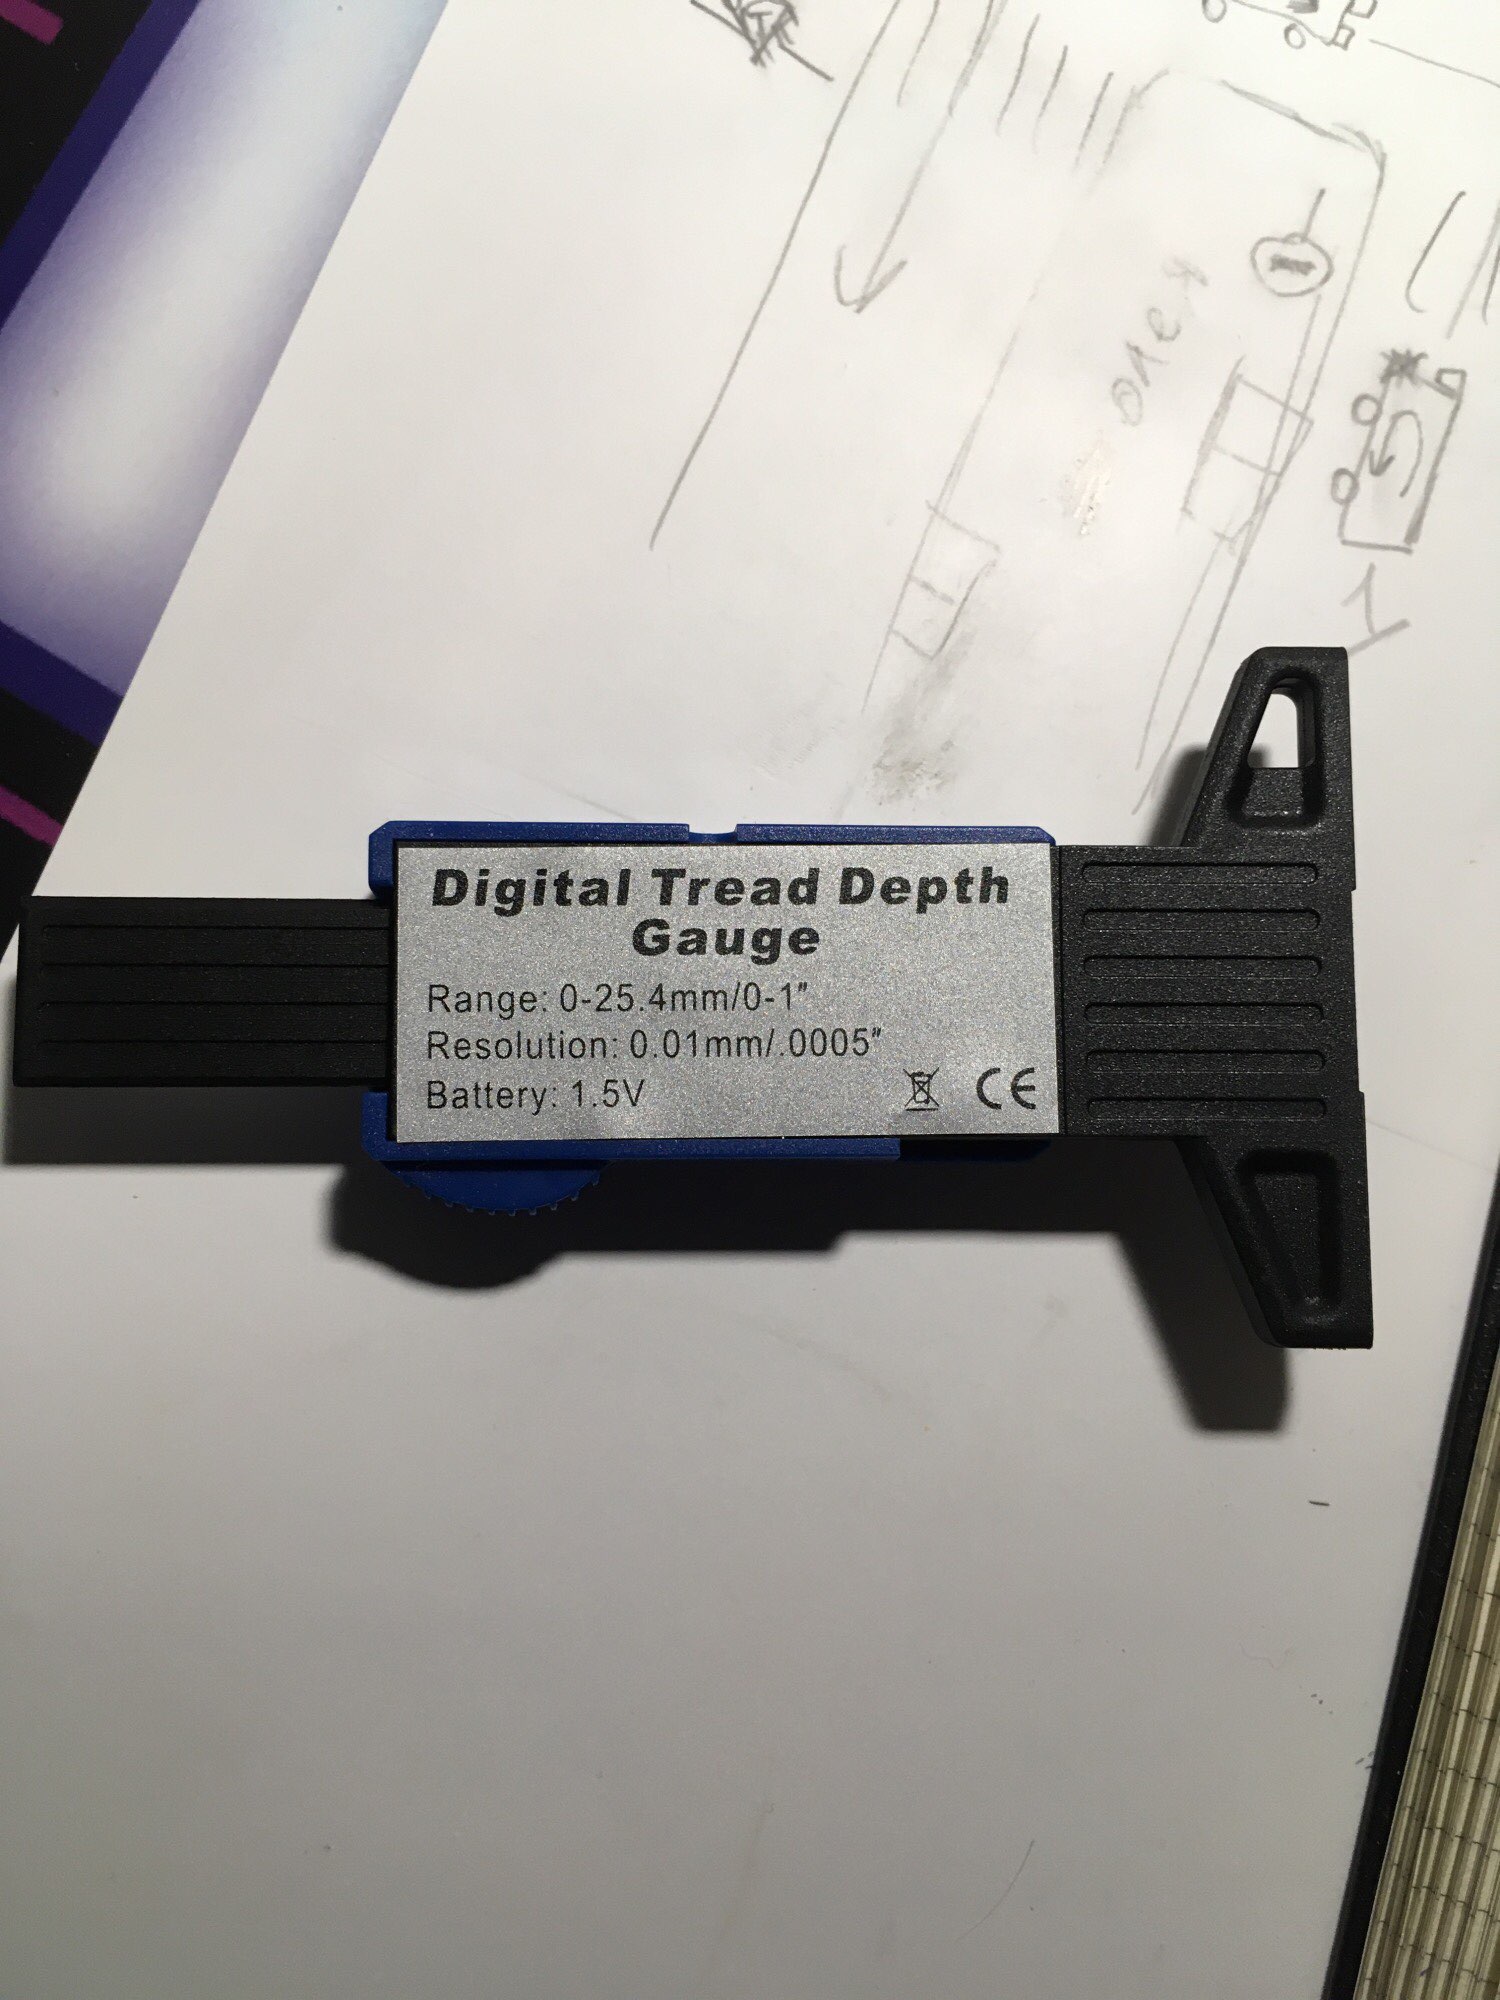 Digital Tread Depth
Gauge
Range: 0-25.4mm/0-1"
Resolution: 0.01mm/.0005"
Battery: 1.5V
CE